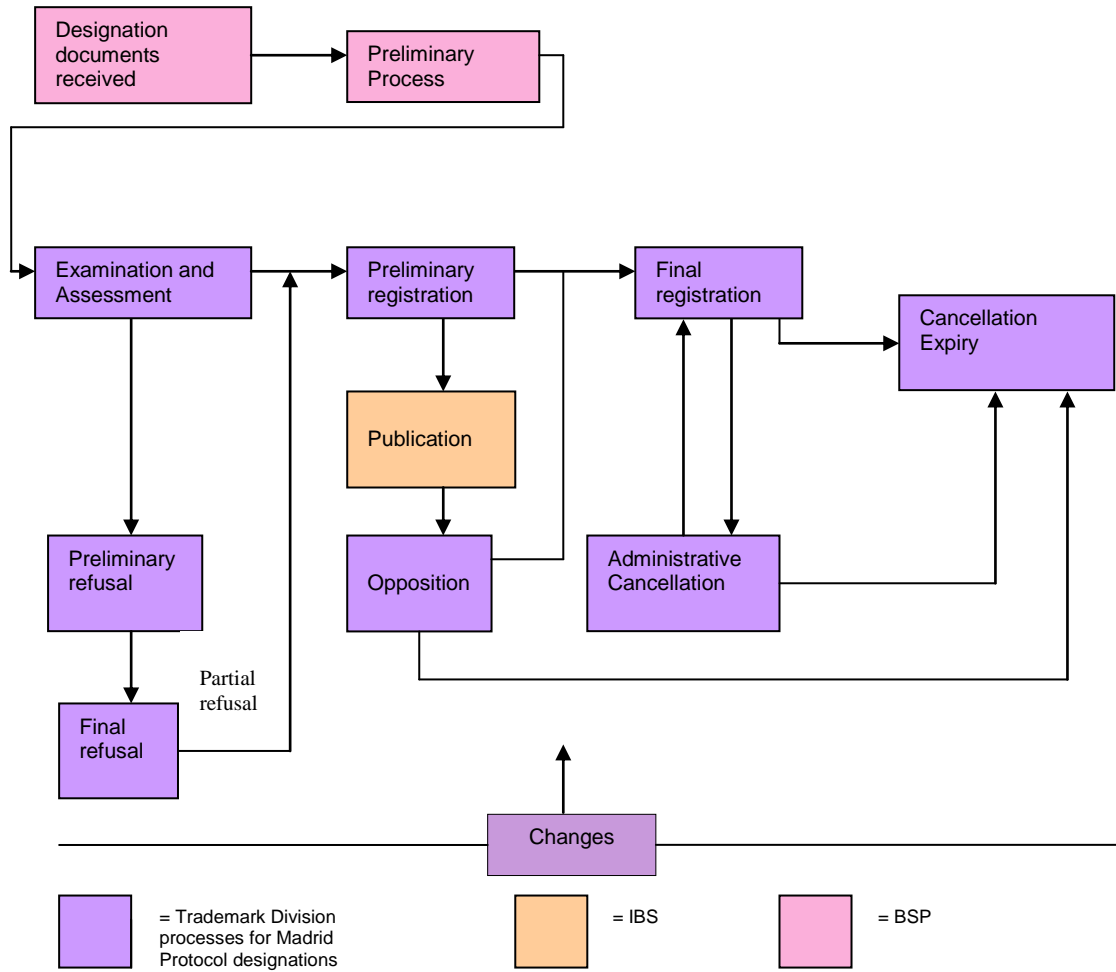 Designation
documents
received
Preliminary
Process
Examination and
Assessment
Preliminary
registration
Final
registration
Cancellation
Expiry
Publication
Preliminary
refusal
Opposition
Administrative
Cancellation
Partial
refusal
Final
refusal
Changes
= Trademark Division
processes for Madrid
Protocol designations
= IBS
= BSP